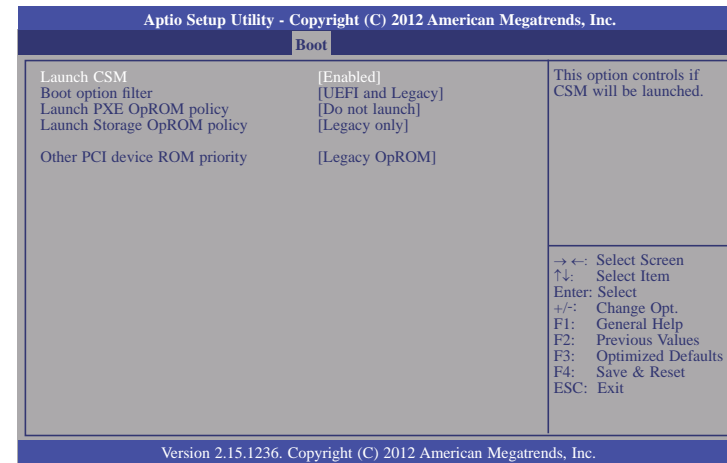 Aptio Setup Utility - Copyright (C) 2012 American Megatrends, Inc.
Boot
Launch CSM [Enabled]
Boot option filter [UEFI and Legacy]
Launch PXE OpROM policy [Do not launch]
Launch Storage OpROM policy [Legacy only]
Other PCI device ROM priority [Legacy OpROM]
This option controls if
CSM will be launched.
→ ←: Select Screen
↑↓: Select Item
Enter: Select
+/-: Change Opt.
F1: General Help
F2: Previous Values
F3: Optimized Defaults
F4: Save & Reset
ESC: Exit
Version 2.15.1236. Copyright (C) 2012 American Megatrends, Inc.